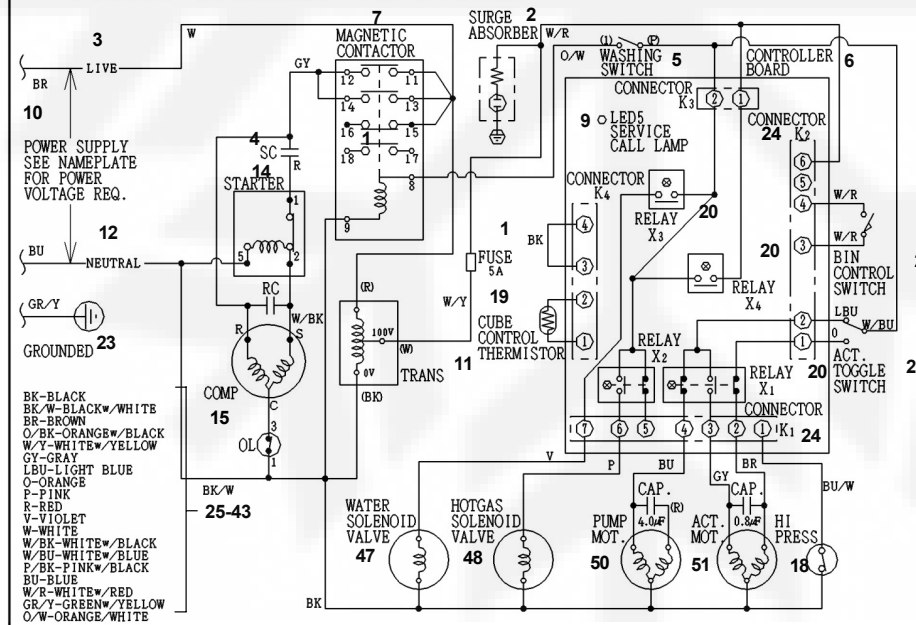 3
W
7
MAGNETIC
CONTACTOR
SURGE 2
ABSORBER
W/R
O/W
(1) (P)
WASHING
SWITCH
5
CONTROLLER
BOARD
6
LIVE
BR
10
GY
12 11
14 13
16 15
1
18 17
8
9
CONNECTOR
K3 2 1
9 LED5
SERVICE
CALL LAMP
CONNECTOR
24 K2
6
5
4
3
2
1
POWER SUPPLY
SEE NAMEPLATE
FOR POWER
VOLTAGE REQ.
4
SC
R
14
STARTER
1
5 2
12
BU
NEUTRAL
CONNECTOR
K4
4
3
2
1
BK
RELAY
X3
20
W/R
W/R
20
BIN
CONTROL
SWITCH
RELAY
X4
1
FUSE
5A
W/Y
19
CUBE
CONTROL
THERMISTOR
11
GR/Y
23
GROUNDED
RC
R S
W/BK
COMP
15
C
3
OL
1
(R)
100V
(W)
0V
TRANS
(BK)
LBU
W/BU
O
ACT.
TOGGLE
SWITCH
20
2
2
RELAY
X2
RELAY
X1
CONNECTOR
K1
24
7 6 5 4 3 2 1
BK-BLACK
BK/W-BLACKw/WHITE
BR-BROWN
O/BK-ORANGEw/BLACK
W/Y-WHITEw/YELLOW
GY-GRAY
LBU-LIGHT BLUE
O-ORANGE
P-PINK
R-RED
V-VIOLET
W-WHITE
W/BK-WHITEw/BLACK
W/BU-WHITEw/BLUE
P/BK-PINKw/BLACK
BU-BLUE
W/R-WHITEw/RED
GR/Y-GREENw/YELLOW
O/W-ORANGE/WHITE
25-43
BK/W
BK
V
P
BU
GY
BR
BU/W
WATER
SOLENOID
VALVE
47
HOTGAS
SOLENOID
VALVE
48
CAP.
4.0µF
(R)
PUMP
MOT.
50
CAP.
0.8µF
ACT.
MOT.
51
HI
PRESS
18